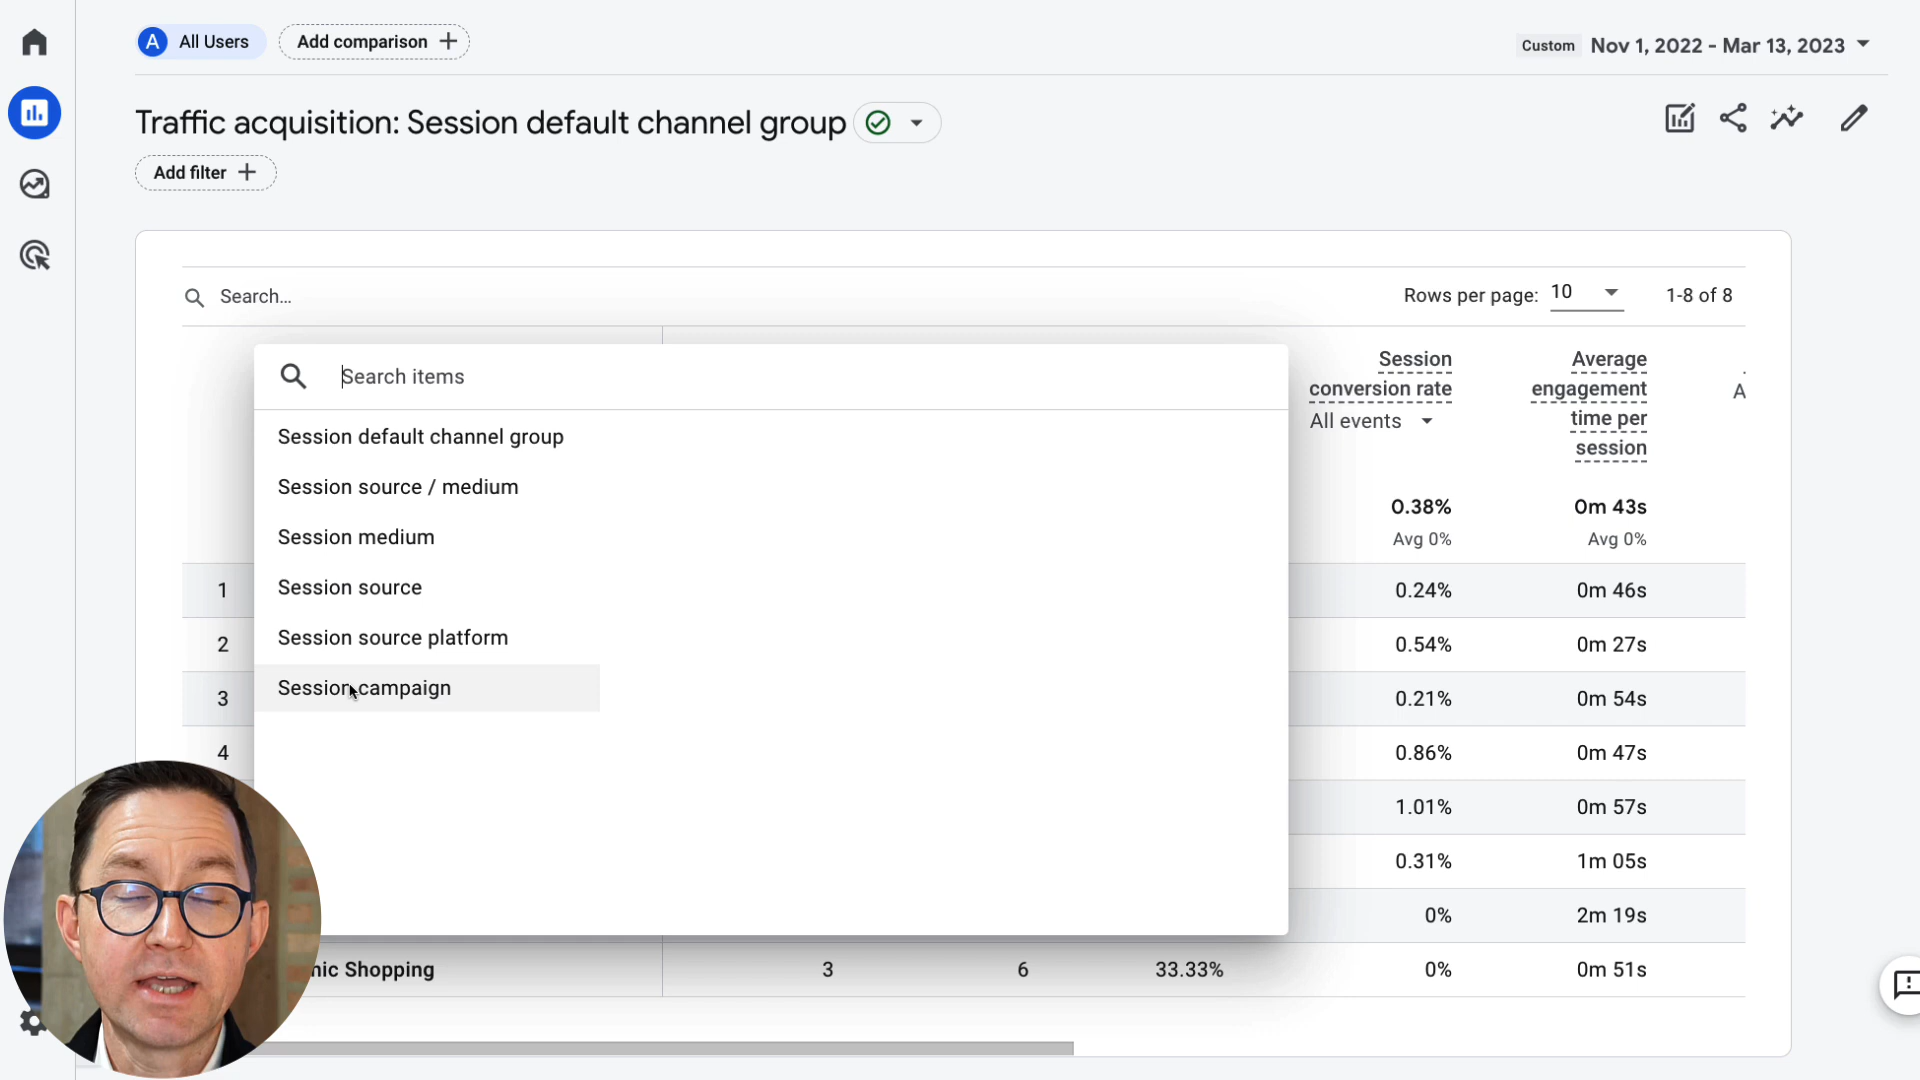 A All Users
Add comparison
Custom Nov 1, 2022 - Mar 13, 2023
Traffic acquisition: Session default channel group
Add filter
Search...
Rows per page: 10 1-8 of 8
Search items
Session default channel group
Session source / medium
Session medium
Session source
Session source platform
Session campaign
Session
conversion rate
All events
Average
engagement
time per
session
A
0.38% 0m 43s
Avg 0% Avg 0%
1 0.24% 0m 46s
2 0.54% 0m 27s
3 0.21% 0m 54s
4 0.86% 0m 47s
1.01% 0m 57s
0.31% 1m 05s
0% 2m 19s
nic Shopping 3 6 33.33% 0% 0m 51s